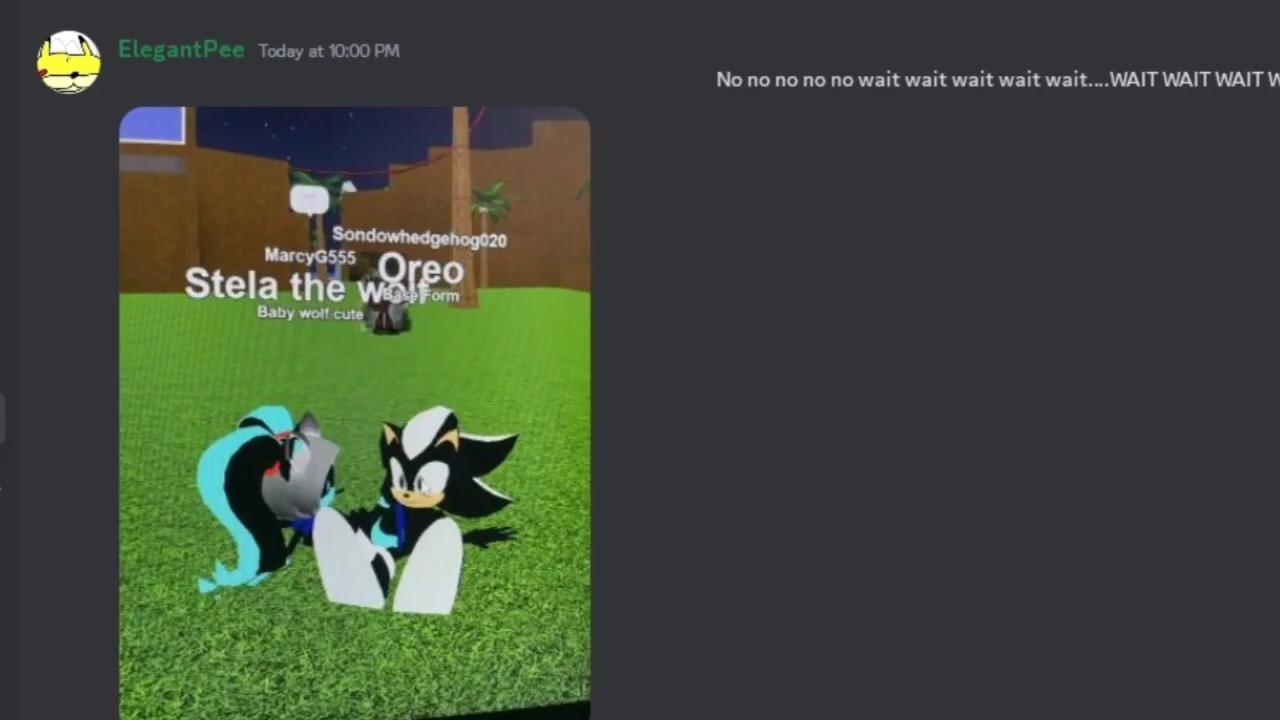 ElegantPee Today at 10:00 PM
No no no no no wait wait wait wait wait....WAIT WAIT WAIT W
Sondowhedgehog020
MarcyG555
Oreo
Stela the wolf
Base Form
Baby wolf cute